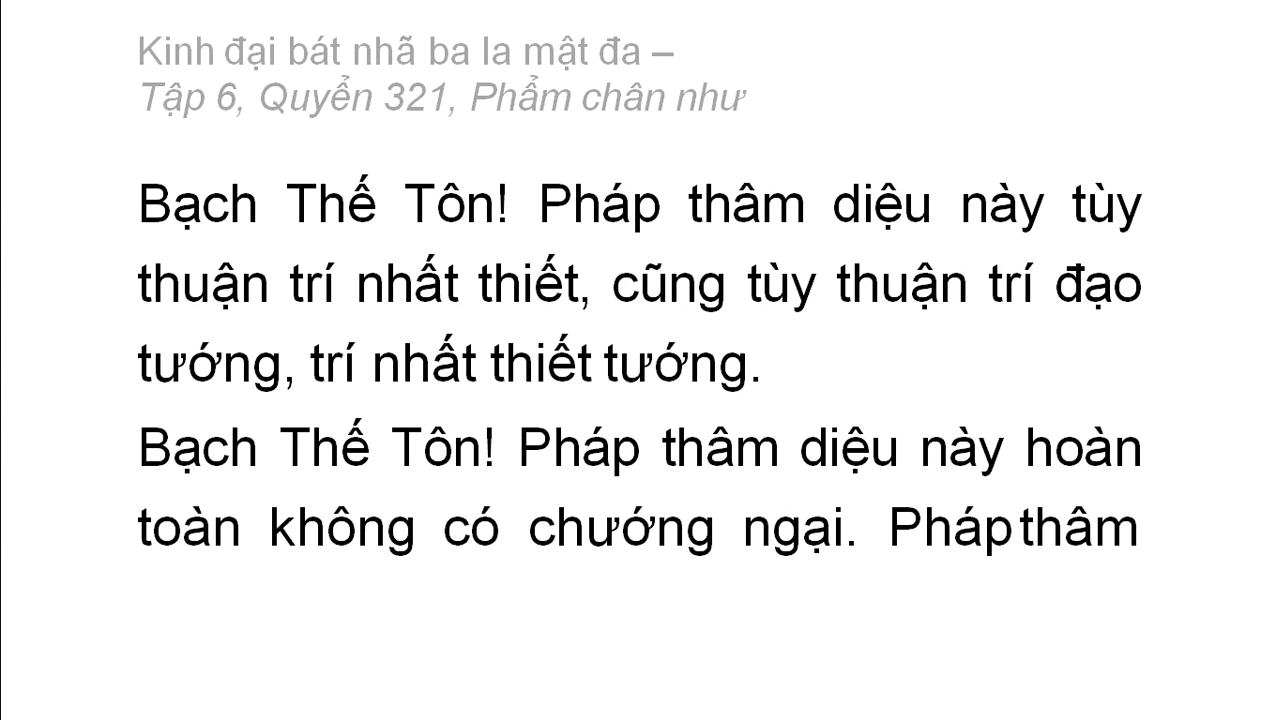 Kinh đại bát nhã ba la mật đa –
Tập 6, Quyển 321, Phẩm chân như
Bạch Thế Tôn! Pháp thâm diệu này tùy
thuận trí nhất thiết, cũng tùy thuận trí đạo
tướng, trí nhất thiết tướng.
Bạch Thế Tôn! Pháp thâm diệu này hoàn
toàn không có chướng ngại. Pháp thâm